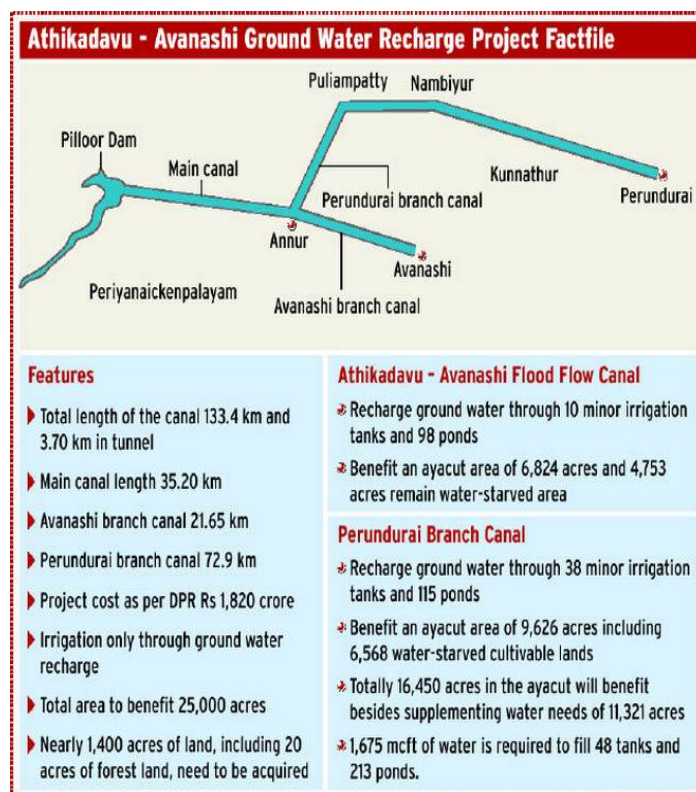 Athikadavu - Avanashi Ground Water Recharge Project Factfile
Puliampatty
Nambiyur
Pilloor Dam
Main canal
Kunnathur
Perundurai branch canal
Perundurai
Annur
Avanashi
Periyanaickenpalayam
Avanashi branch canal
Features
Total length of the canal 133.4 km and
3.70 km in tunnel
Main canal length 35.20 km
Avanashi branch canal 21.65 km
Perundurai branch canal 72.9 km
Project cost as per DPR Rs 1,820 crore
Irrigation only through ground water
recharge
Total area to benefit 25,000 acres
Nearly 1,400 acres of land, including 20
acres of forest land, need to be acquired
Athikadavu - Avanashi Flood Flow Canal
Recharge ground water through 10 minor irrigation
tanks and 98 ponds
Benefit an ayacut area of 6,824 acres and 4,753
acres remain water-starved area
Perundurai Branch Canal
Recharge ground water through 38 minor irrigation
tanks and 115 ponds
Benefit an ayacut area of 9,626 acres including
6,568 water-starved cultivable lands
Totally 16,450 acres in the ayacut will benefit
besides supplementing water needs of 11,321 acres
1,675 mcft of water is required to fill 48 tanks and
213 ponds.